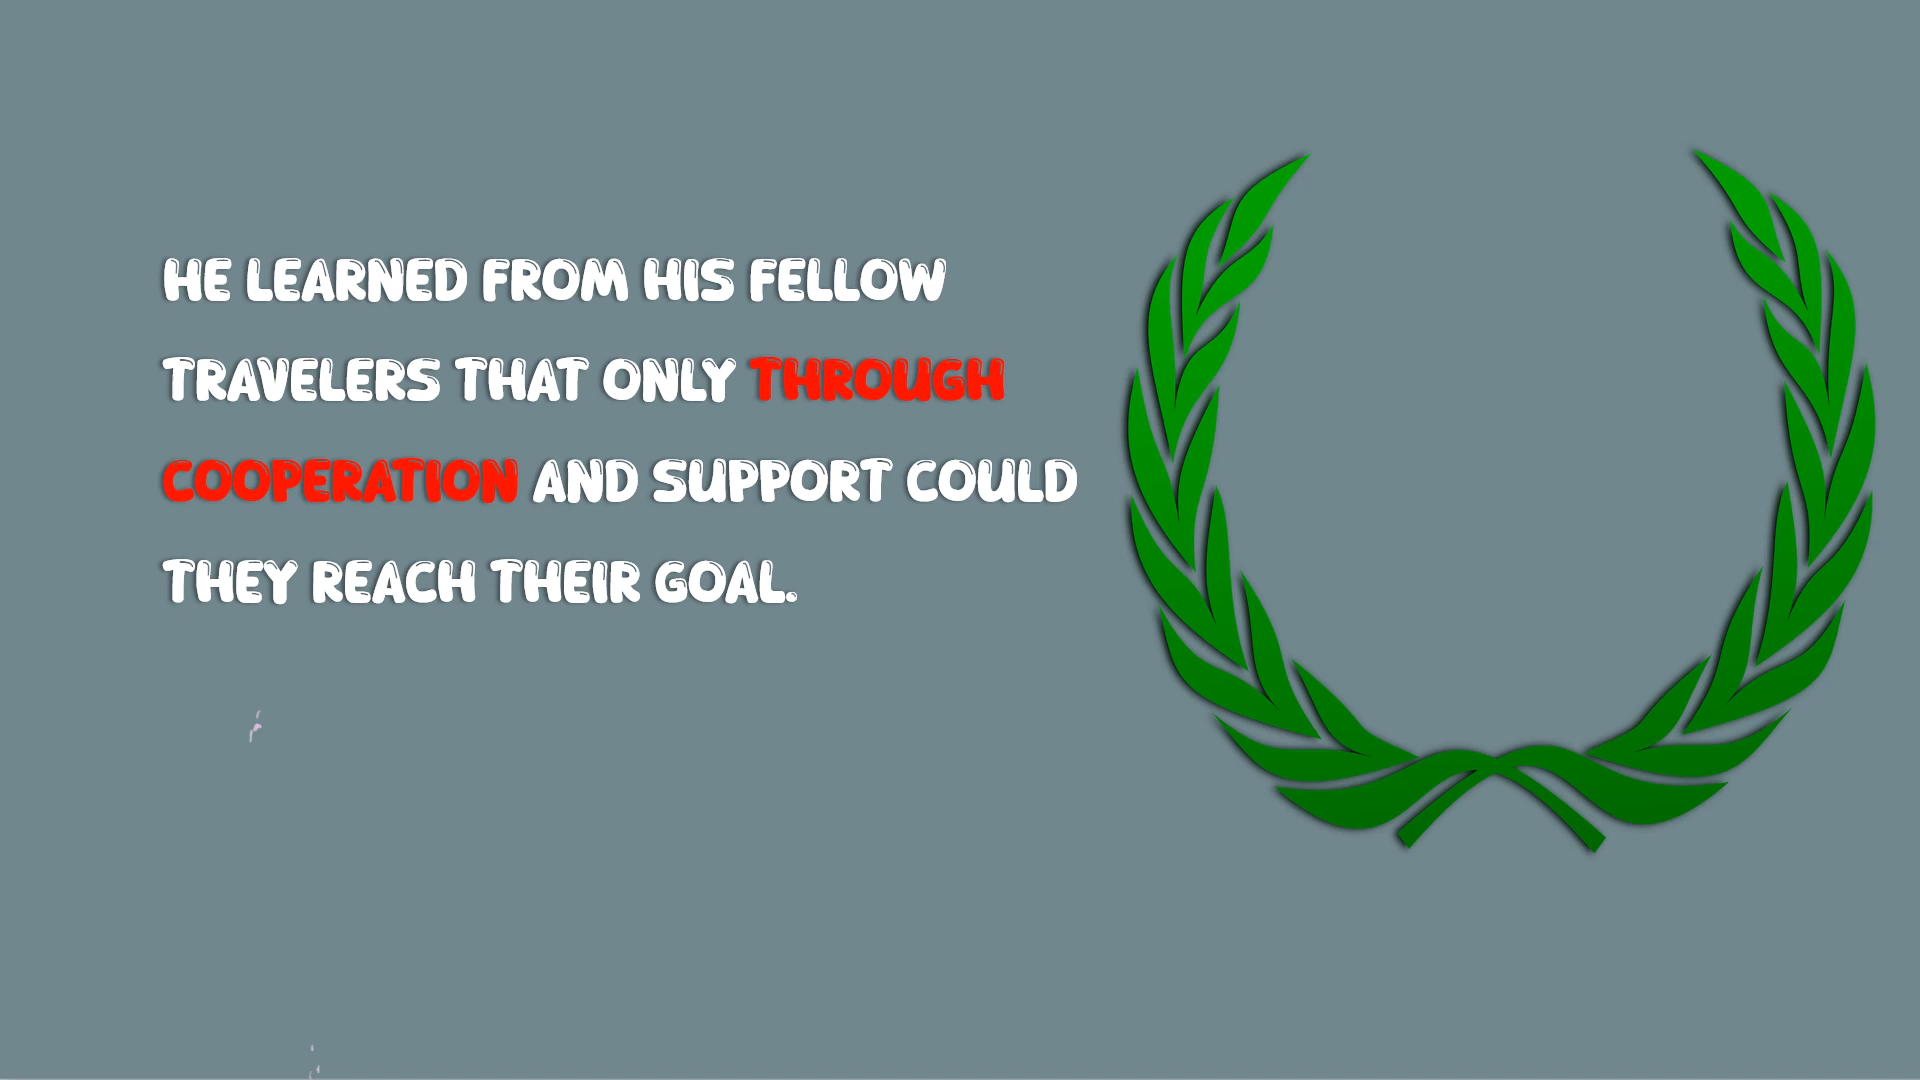 HE LEARNED FROM HIS FELLOW
TRAVELERS THAT ONLY THROUGH
COOPERATION AND SUPPORT COULD
THEY REACH THEIR GOAL.